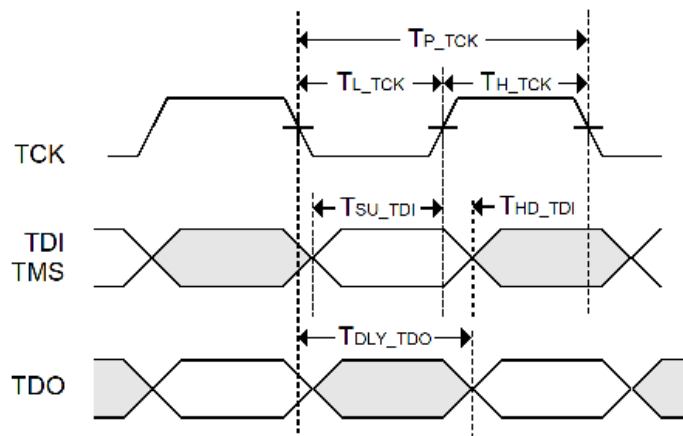 TP_TCK
TL_TCK
TH_TCK
TCK
TSU_TDI
THD_TDI
TDI
TMS
TDLY_TDO
TDO